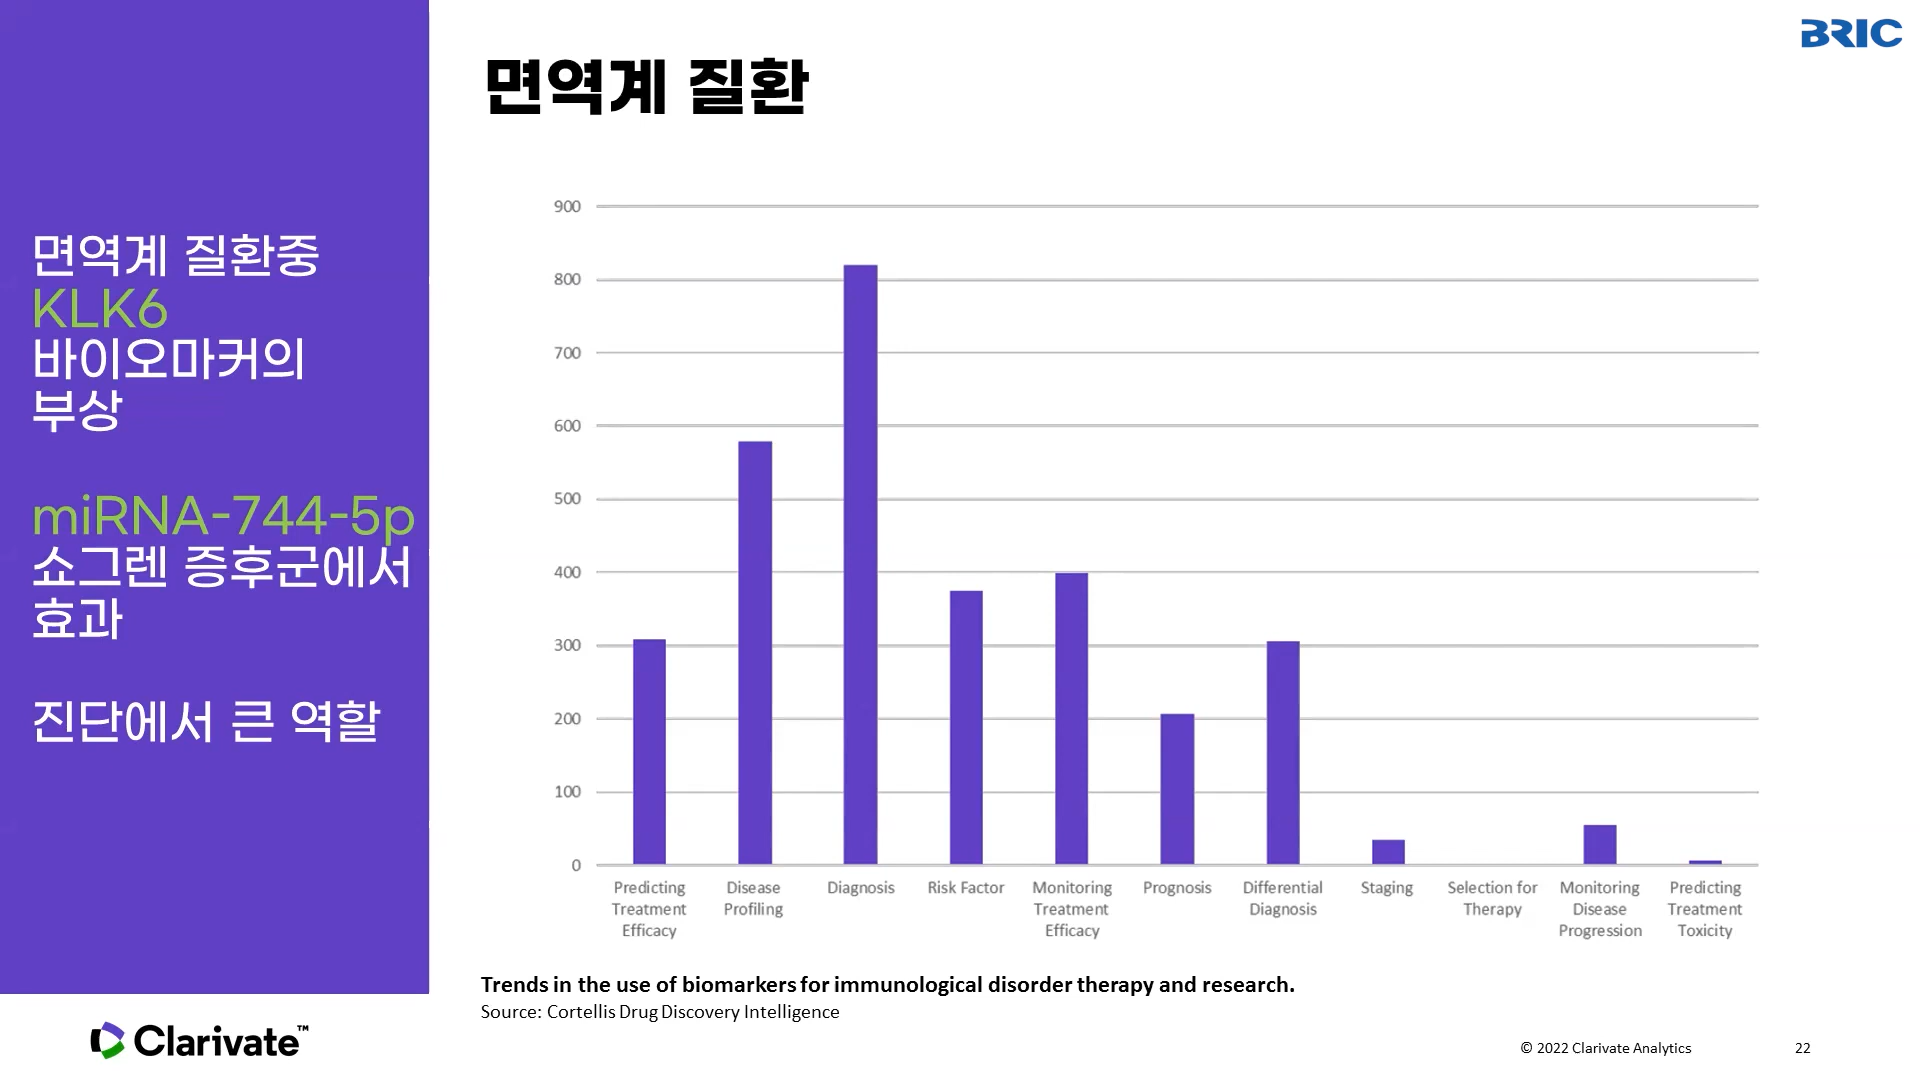 BRIC
면역계 질환
면역계 질환중
KLK6
바이오마커의
부상
miRNA-744-5p
쇼그렌 증후군에서
효과
진단에서 큰 역할
900
800
700
600
500
400
300
200
100
0
Predicting Treatment Efficacy
Disease Profiling
Diagnosis
Risk Factor
Monitoring Treatment Efficacy
Prognosis
Differential Diagnosis
Staging
Selection for Therapy
Monitoring Disease Progression
Predicting Treatment Toxicity
Trends in the use of biomarkers for immunological disorder therapy and research.
Source: Cortellis Drug Discovery Intelligence
Clarivate™
© 2022 Clarivate Analytics
22